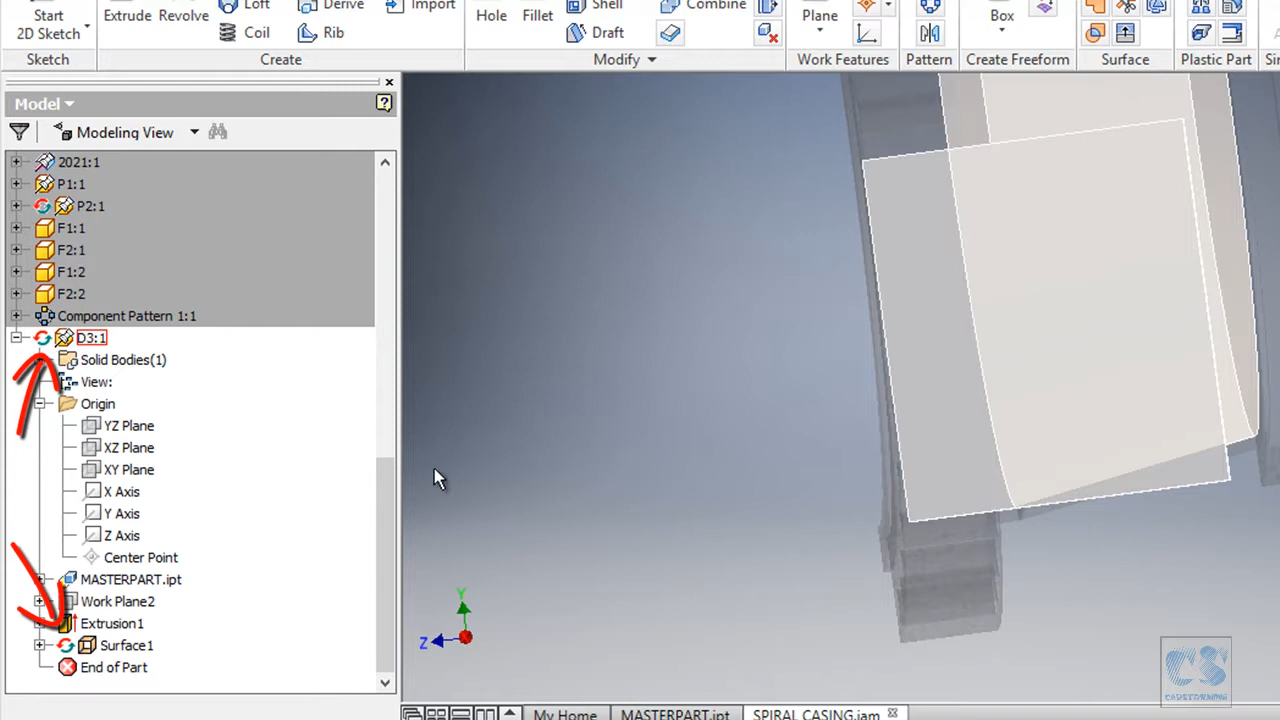 Start
2D Sketch
Extrude Revolve
Loft
Coil
Derive
Rib
Import
Hole Fillet
Shell
Draft
Combine
Plane
Box
Sketch
Create
Modify
Work Features
Pattern
Create Freeform
Surface
Plastic Part
Model
Modeling View
2021:1
P1:1
P2:1
F1:1
F2:1
F1:2
F2:2
Component Pattern 1:1
D3:1
Solid Bodies(1)
View:
Origin
YZ Plane
XZ Plane
XY Plane
X Axis
Y Axis
Z Axis
Center Point
MASTERPART.ipt
Work Plane2
Extrusion1
Surface1
End of Part
Y
Z
CS
My Home
MASTERPART.ipt
SPIRAL CASING.iam